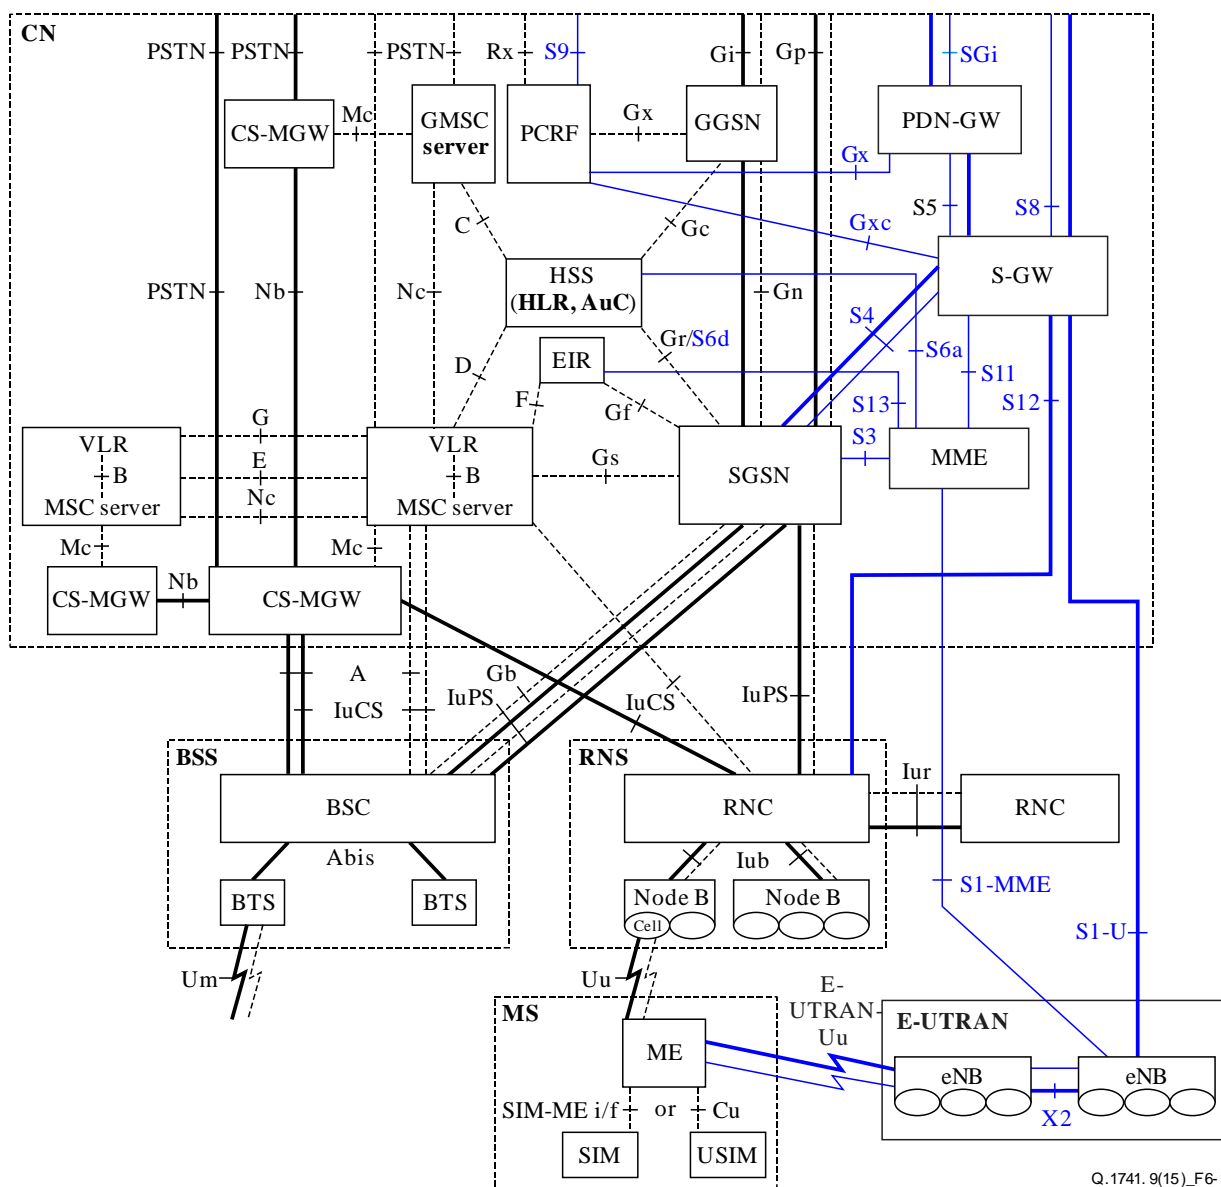 CN
PSTN PSTN PSTN Rx S9 Gi Gp SGi
CS-MGW Mc GMSC
server PCRF Gx GGSN PDN-GW
Gx
C Gc Gxc S5 S8
S-GW
HSS
(HLR, AuC)
PSTN Nb Nc Gn
S4
Gr/S6d S6a
EIR
D F Gf S13 S11 S12
G
VLR VLR S3
E B B Gs SGSN MME
Nc
MSC server MSC server
Mc Mc
Nb
CS-MGW CS-MGW
A Gb
IuPS IuCS IuPS
IuCS
BSS RNS
Iur
BSC RNC RNC
Abis Iub
BTS BTS Node B Node B S1-MME
Cell
S1-U
Um Uu
E-
UTRAN-
Uu
MS E-UTRAN
ME
eNB eNB
X2
SIM-ME i/f or Cu
SIM USIM
Q.1741. 9(15)_F6-